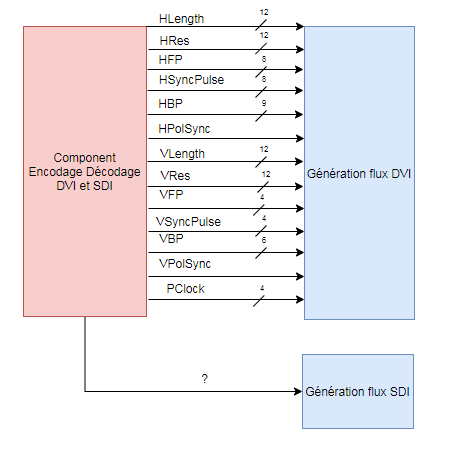 HLength
12
HRes
12
HFP
8
HSyncPulse
8
HBP
9
HPolSync
VLength
12
VRes
12
VFP
4
VSyncPulse
4
VBP
6
VPolSync
PClock
4
Component
Encodage Décodage
DVI et SDI
Génération flux DVI
?
Génération flux SDI